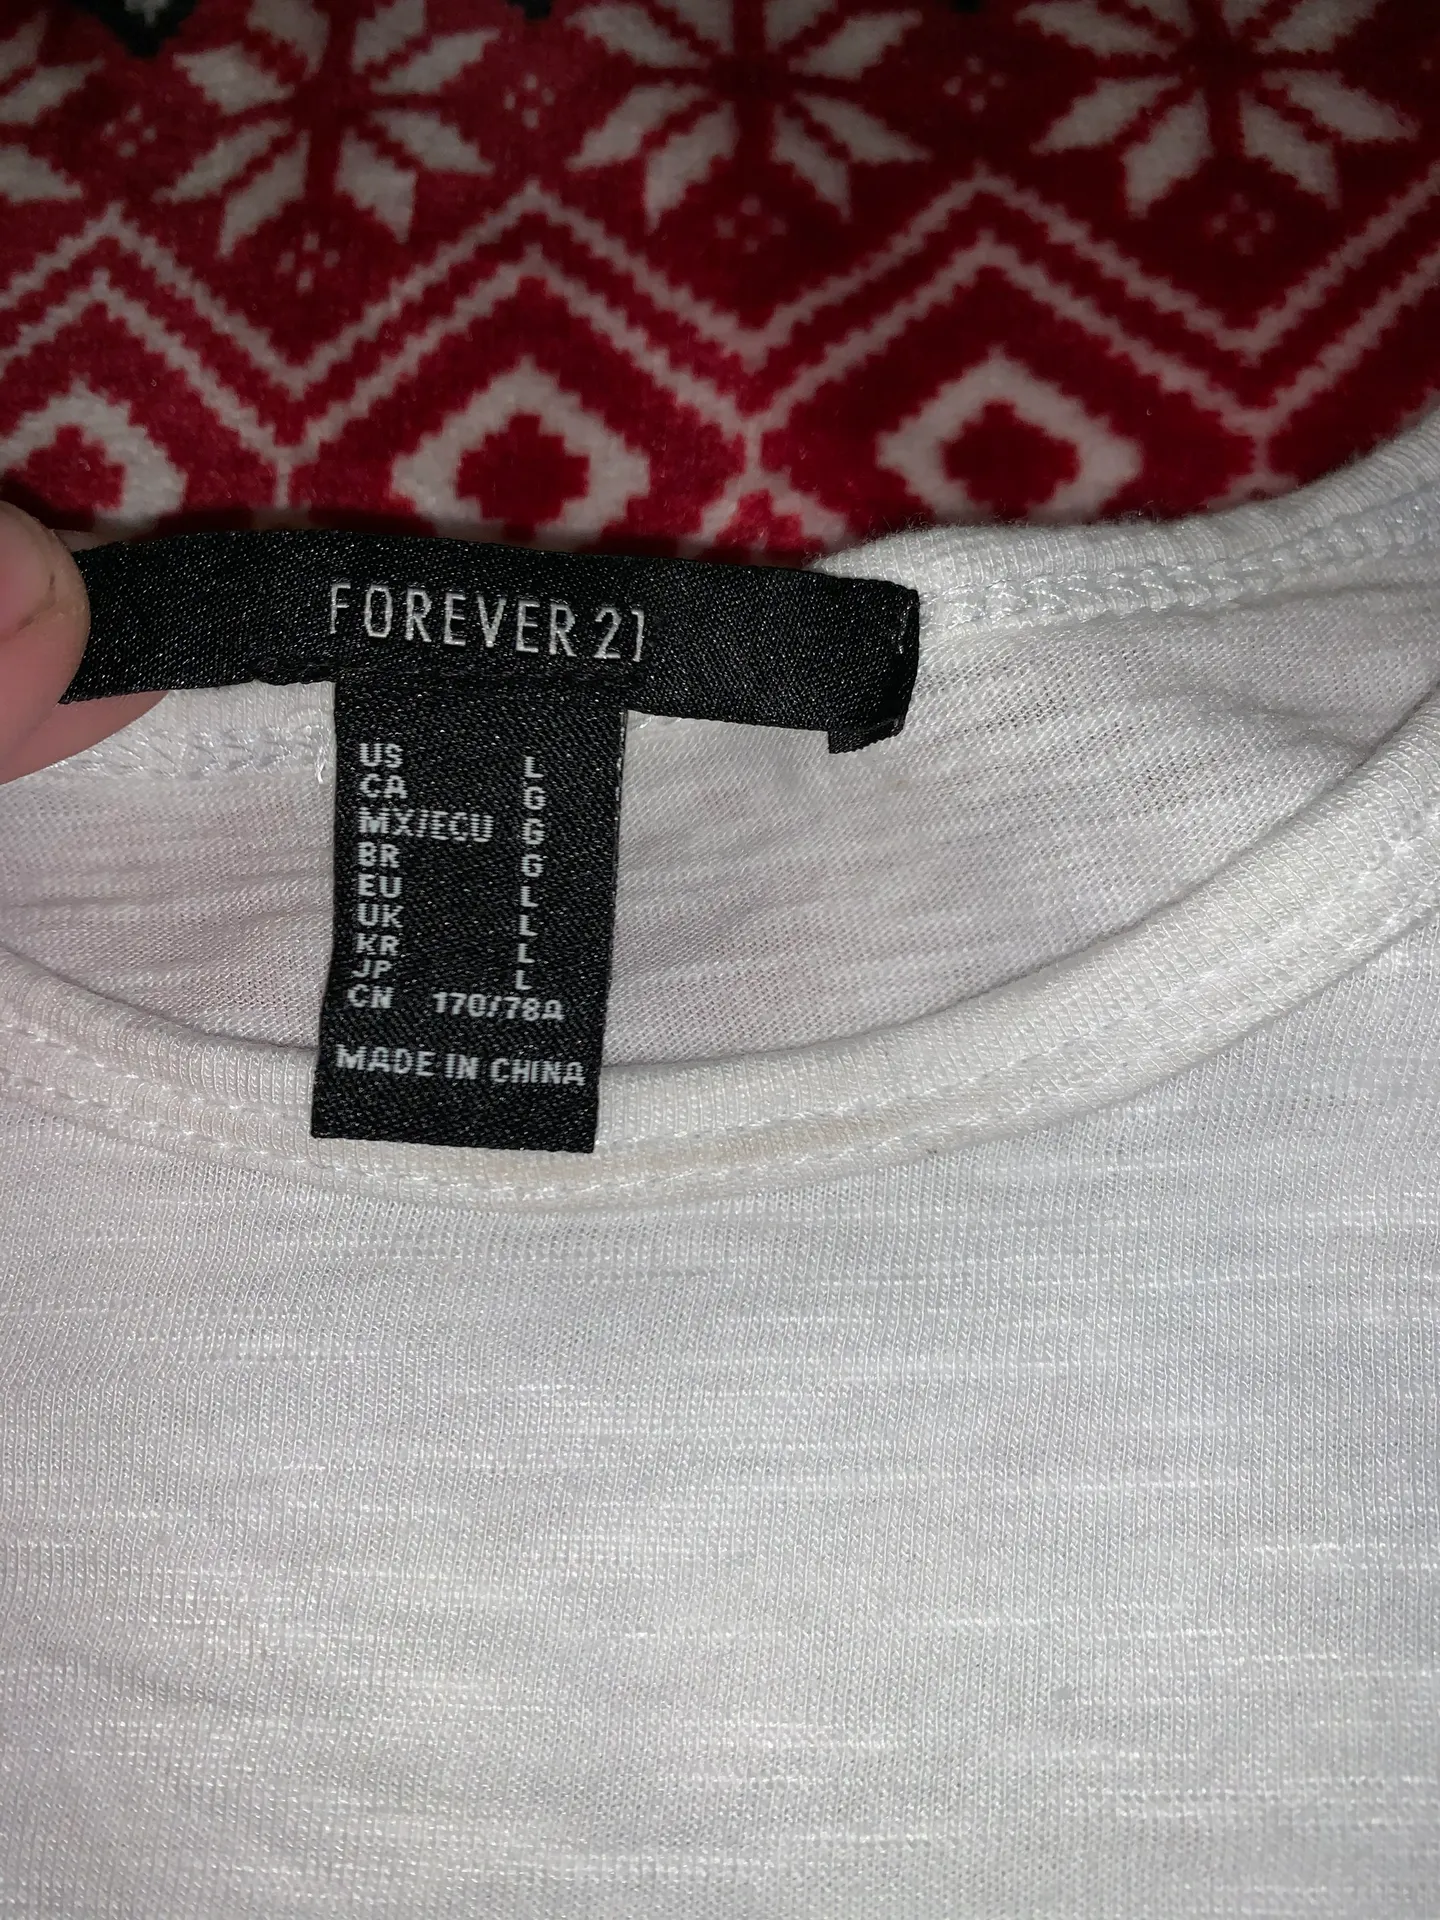 FOREVER 21
US L
CA G
MX/ECU G
BR G
EU L
UK L
KR L
JP L
CN 170/78A
MADE IN CHINA